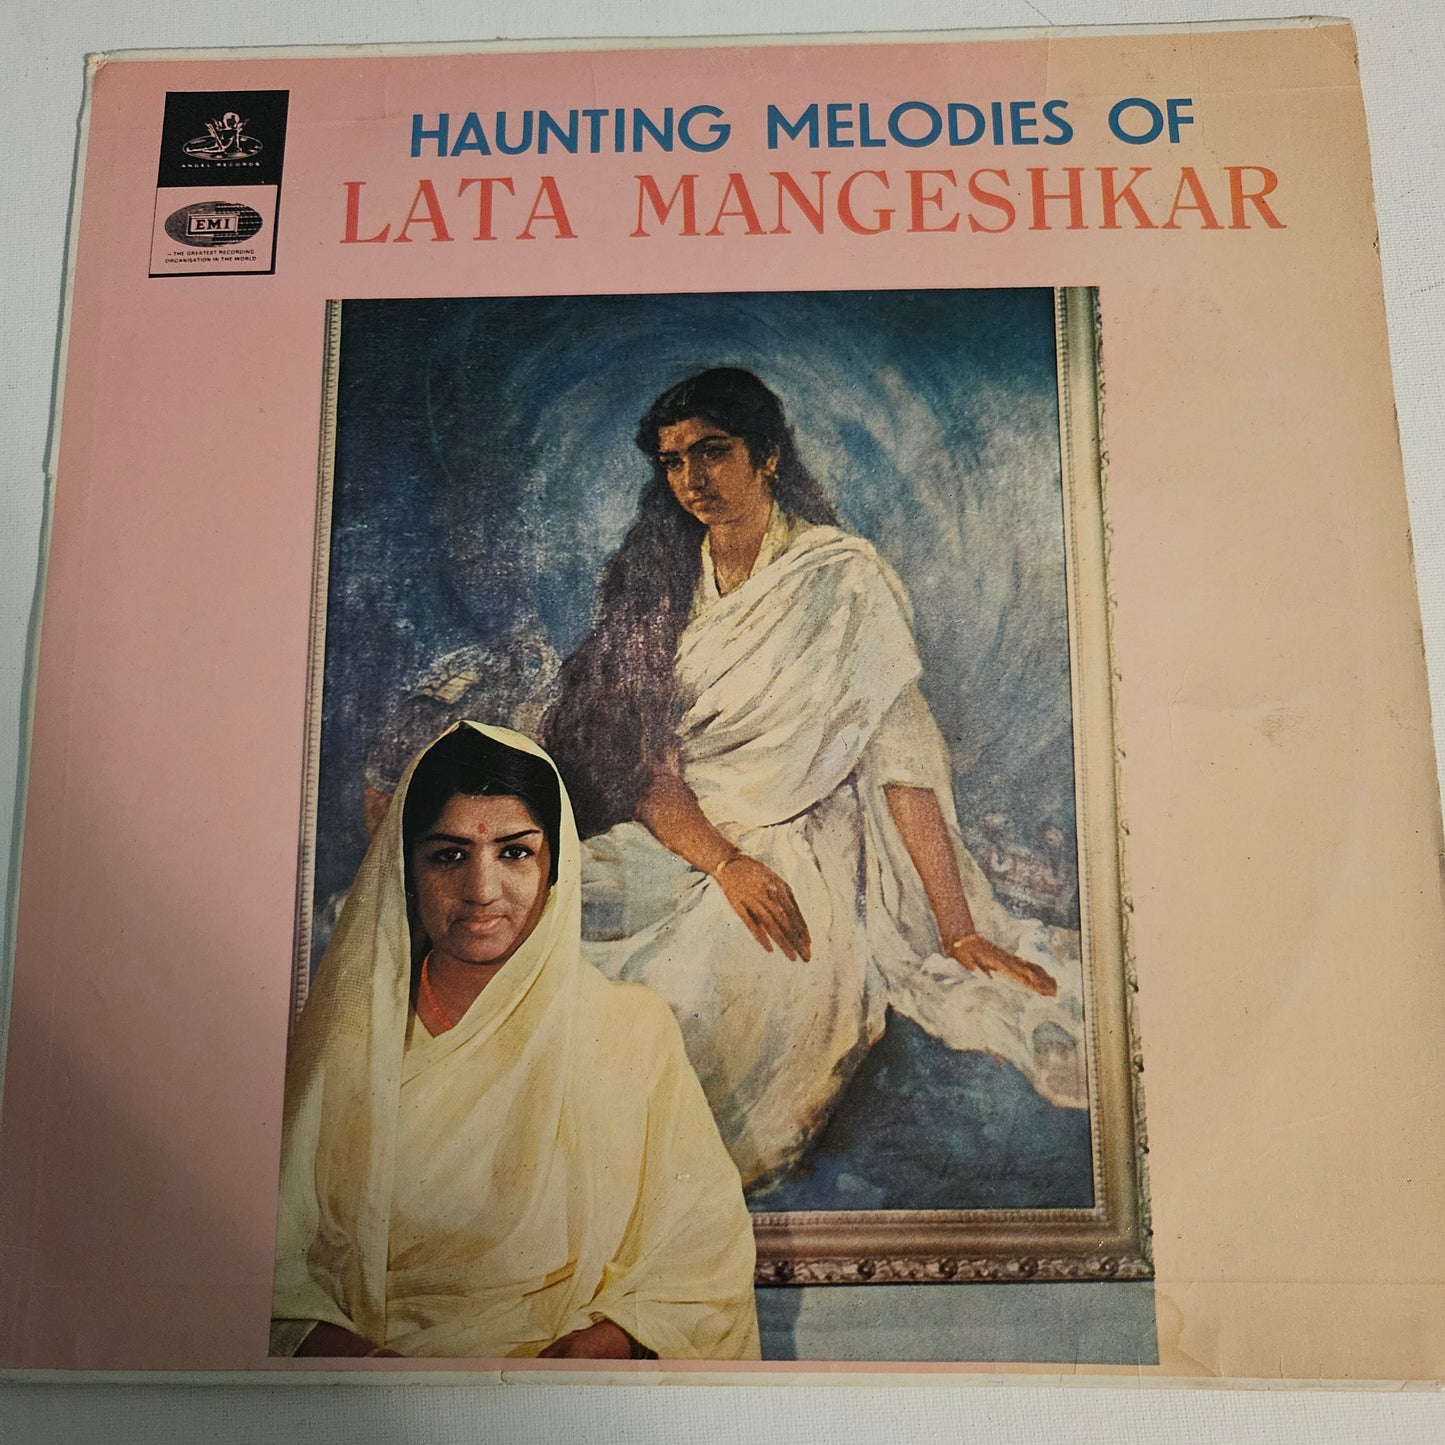 HAUNTING MELODIES OF
LATA MANGESHKAR
ANGEL RECORDS
EMI
– THE GREATEST RECORDING
ORGANISATION IN THE WORLD